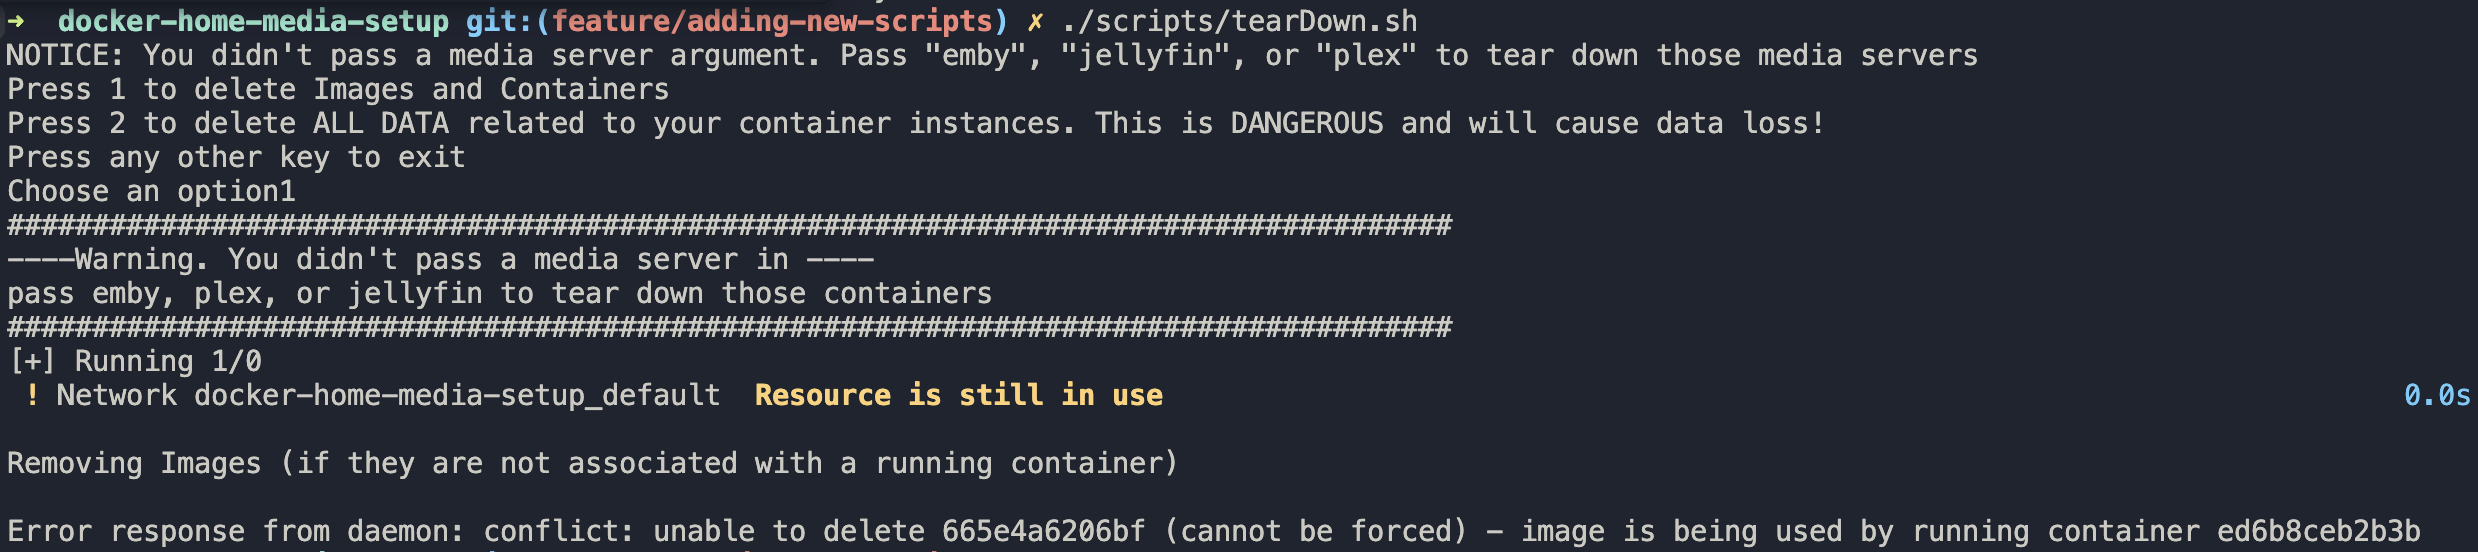 ➜ docker-home-media-setup git:(feature/adding-new-scripts) ✗ ./scripts/tearDown.sh
NOTICE: You didn't pass a media server argument. Pass "emby", "jellyfin", or "plex" to tear down those media servers
Press 1 to delete Images and Containers
Press 2 to delete ALL DATA related to your container instances. This is DANGEROUS and will cause data loss!
Press any other key to exit
Choose an option1
#####################################################################################
----Warning. You didn't pass a media server in ----
pass emby, plex, or jellyfin to tear down those containers
#####################################################################################
[+] Running 1/0
! Network docker-home-media-setup_default Resource is still in use 0.0s
Removing Images (if they are not associated with a running container)
Error response from daemon: conflict: unable to delete 665e4a6206bf (cannot be forced) - image is being used by running container ed6b8ceb2b3b